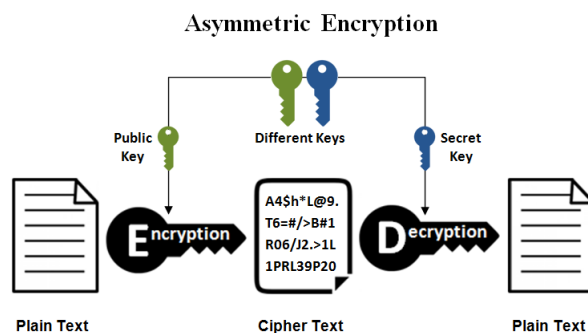 Asymmetric Encryption
Public
Key
Different Keys
Secret
Key
Encryption
A4$h*L@9.
T6=#/>B#1
R06/J2.>1L
1PRL39P20
Decryption
Plain Text
Cipher Text
Plain Text